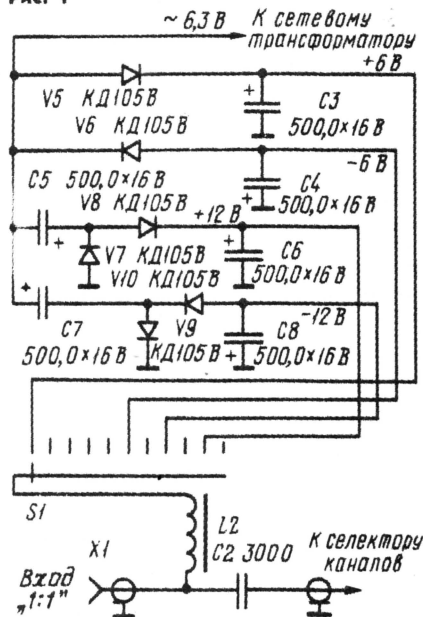 Рис. 1
~ 6,3 В К сетевому
трансформатору
+6 В
V5 КД105В
C3
V6 КД105В
500,0×16 В
-6 В
C5 500,0×16 В
C4
V8 КД105В
+12 В
500,0×16 В
V7 КД105В
C6
V10 КД105В
500,0×16 В
-12 В
C7
V9
C8
500,0×16 В
КД105В
500,0×16 В
S1
L2
X1
C2 3000
К селектору
каналов
Вход
„1:1"